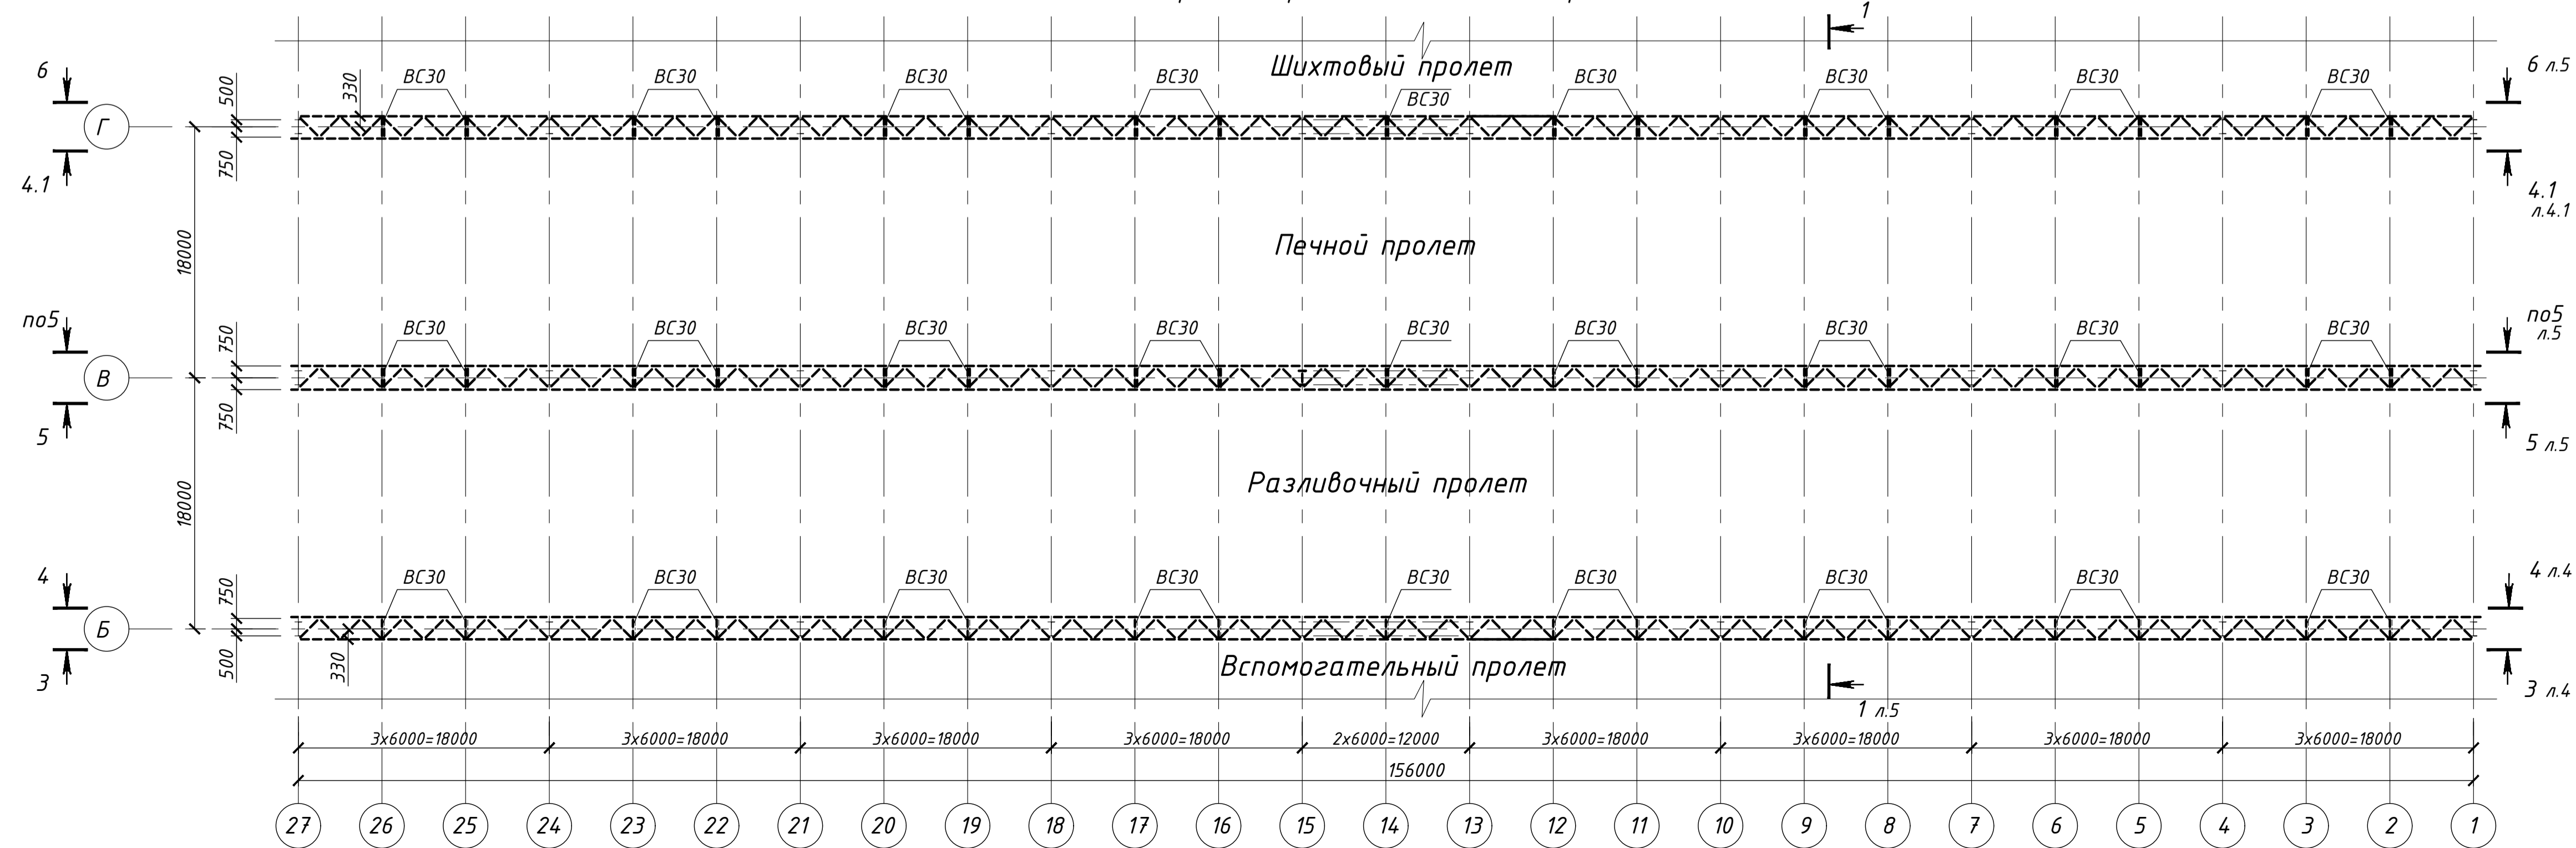 1
Шихтовый пролет
6
500
330
ВС30
ВС30
ВС30
ВС30
ВС30
ВС30
ВС30
ВС30
ВС30
6 л.5
Г
4.1
750
4.1
л.4.1
18000
Печной пролет
по5
750
ВС30
ВС30
ВС30
ВС30
ВС30
ВС30
ВС30
ВС30
ВС30
по5
л.5
В
5
750
5 л.5
18000
Разливочный пролет
4
750
ВС30
ВС30
ВС30
ВС30
ВС30
ВС30
ВС30
ВС30
ВС30
4 л.4
Б
3
500
330
Вспомогательный пролет
3 л.4
1 л.5
3х6000=18000
3х6000=18000
3х6000=18000
3х6000=18000
2х6000=12000
3х6000=18000
3х6000=18000
3х6000=18000
3х6000=18000
156000
27
26
25
24
23
22
21
20
19
18
17
16
15
14
13
12
11
10
9
8
7
6
5
4
3
2
1